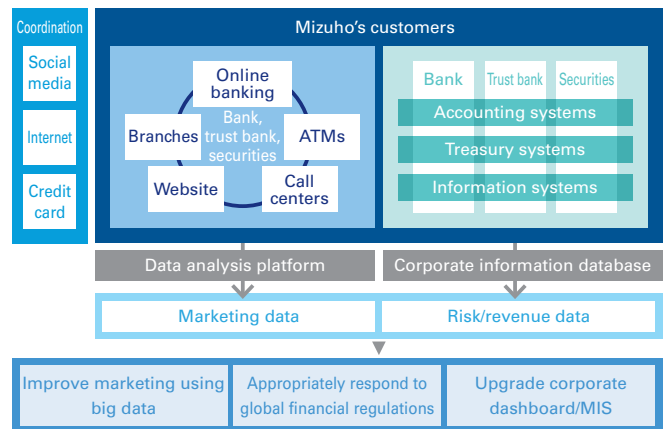 Coordination
Social
media
Internet
Credit
card
Mizuho's customers
Online
banking
Branches
Bank,
trust bank,
securities
ATMs
Website
Call
centers
Bank
Trust bank
Securities
Accounting systems
Treasury systems
Information systems
Data analysis platform
Corporate information database
Marketing data
Risk/revenue data
Improve marketing using
big data
Appropriately respond to
global financial regulations
Upgrade corporate
dashboard/MIS